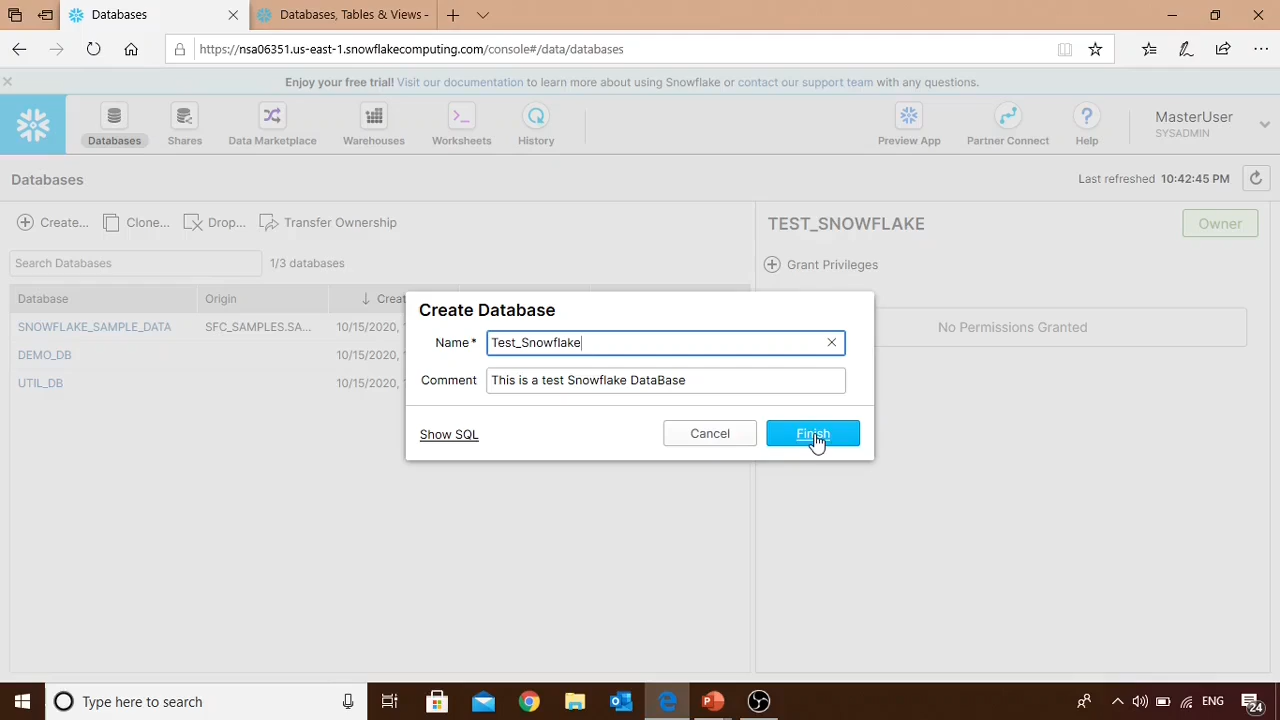 Databases
Databases, Tables & Views -
https://nsa06351.us-east-1.snowflakecomputing.com/console#/data/databases
Enjoy your free trial! Visit our documentation to learn more about using Snowflake or contact our support team with any questions.
Databases
Shares
Data Marketplace
Warehouses
Worksheets
History
Preview App
Partner Connect
Help
MasterUser
SYSADMIN
Databases
Last refreshed 10:42:45 PM
Create...
Clone...
Drop...
Transfer Ownership
TEST_SNOWFLAKE
Owner
Search Databases
1/3 databases
Grant Privileges
Database
Origin
Creat
SNOWFLAKE_SAMPLE_DATA
SFC_SAMPLES.SA...
10/15/2020,
No Permissions Granted
DEMO_DB
10/15/2020,
UTIL_DB
10/15/2020,
Create Database
Name *
Test_Snowflake
Comment
This is a test Snowflake DataBase
Show SQL
Cancel
Finish
Type here to search
ENG
24